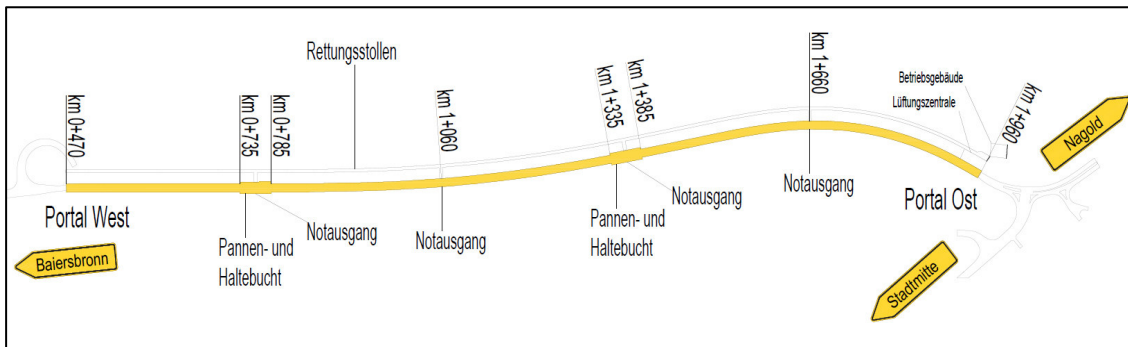 Rettungsstollen
km 0+470
km 0+735
km 0+785
km 1+060
km 1+335
km 1+385
km 1+660
Betriebsgebäude
Lüftungszentrale
km 1+960
Nagold
Portal West
Baiersbronn
Pannen- und
Haltebucht
Notausgang
Notausgang
Pannen- und
Haltebucht
Notausgang
Notausgang
Portal Ost
Stadtmitte